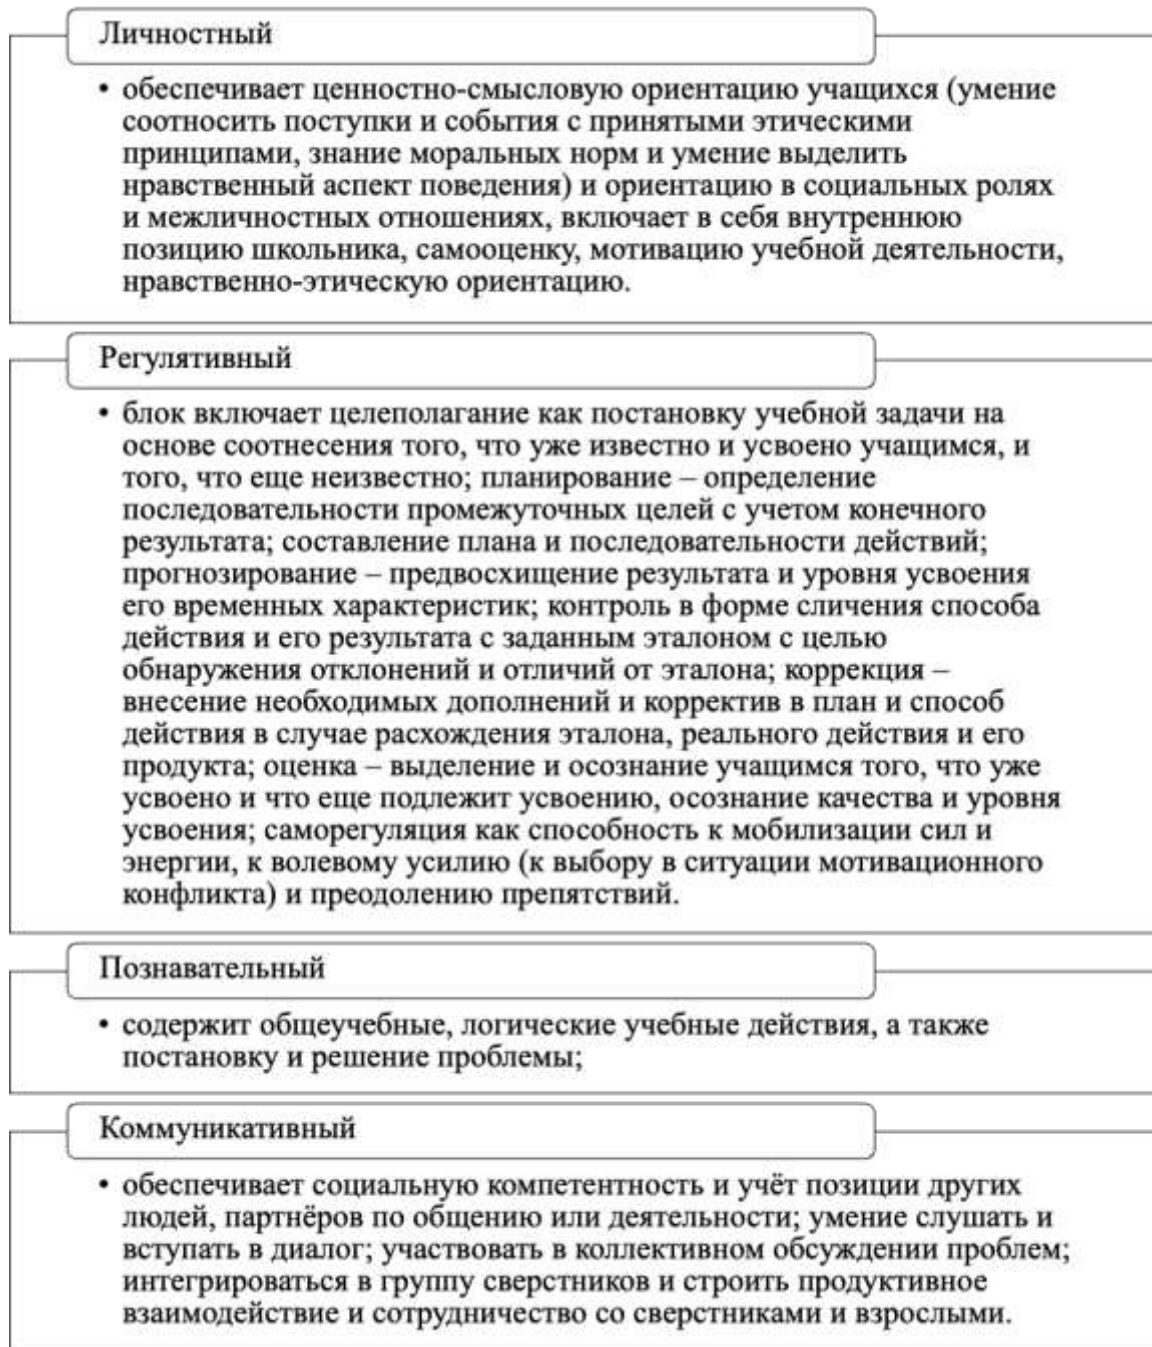 Личностный
• обеспечивает ценностно-смысловую ориентацию учащихся (умение
соотносить поступки и события с принятыми этическими
принципами, знание моральных норм и умение выделить
нравственный аспект поведения) и ориентацию в социальных ролях
и межличностных отношениях, включает в себя внутреннюю
позицию школьника, самооценку, мотивацию учебной деятельности,
нравственно-этическую ориентацию.
Регулятивный
• блок включает целеполагание как постановку учебной задачи на
основе соотнесения того, что уже известно и усвоено учащимся, и
того, что еще неизвестно; планирование – определение
последовательности промежуточных целей с учетом конечного
результата; составление плана и последовательности действий;
прогнозирование – предвосхищение результата и уровня усвоения
его временных характеристик; контроль в форме сличения способа
действия и его результата с заданным эталоном с целью
обнаружения отклонений и отличий от эталона; коррекция –
внесение необходимых дополнений и корректив в план и способ
действия в случае расхождения эталона, реального действия и его
продукта; оценка – выделение и осознание учащимся того, что уже
усвоено и что еще подлежит усвоению, осознание качества и уровня
усвоения; саморегуляция как способность к мобилизации сил и
энергии, к волевому усилию (к выбору в ситуации мотивационного
конфликта) и преодолению препятствий.
Познавательный
• содержит общеучебные, логические учебные действия, а также
постановку и решение проблемы;
Коммуникативный
• обеспечивает социальную компетентность и учёт позиции других
людей, партнёров по общению или деятельности; умение слушать и
вступать в диалог; участвовать в коллективном обсуждении проблем;
интегрироваться в группу сверстников и строить продуктивное
взаимодействие и сотрудничество со сверстниками и взрослыми.